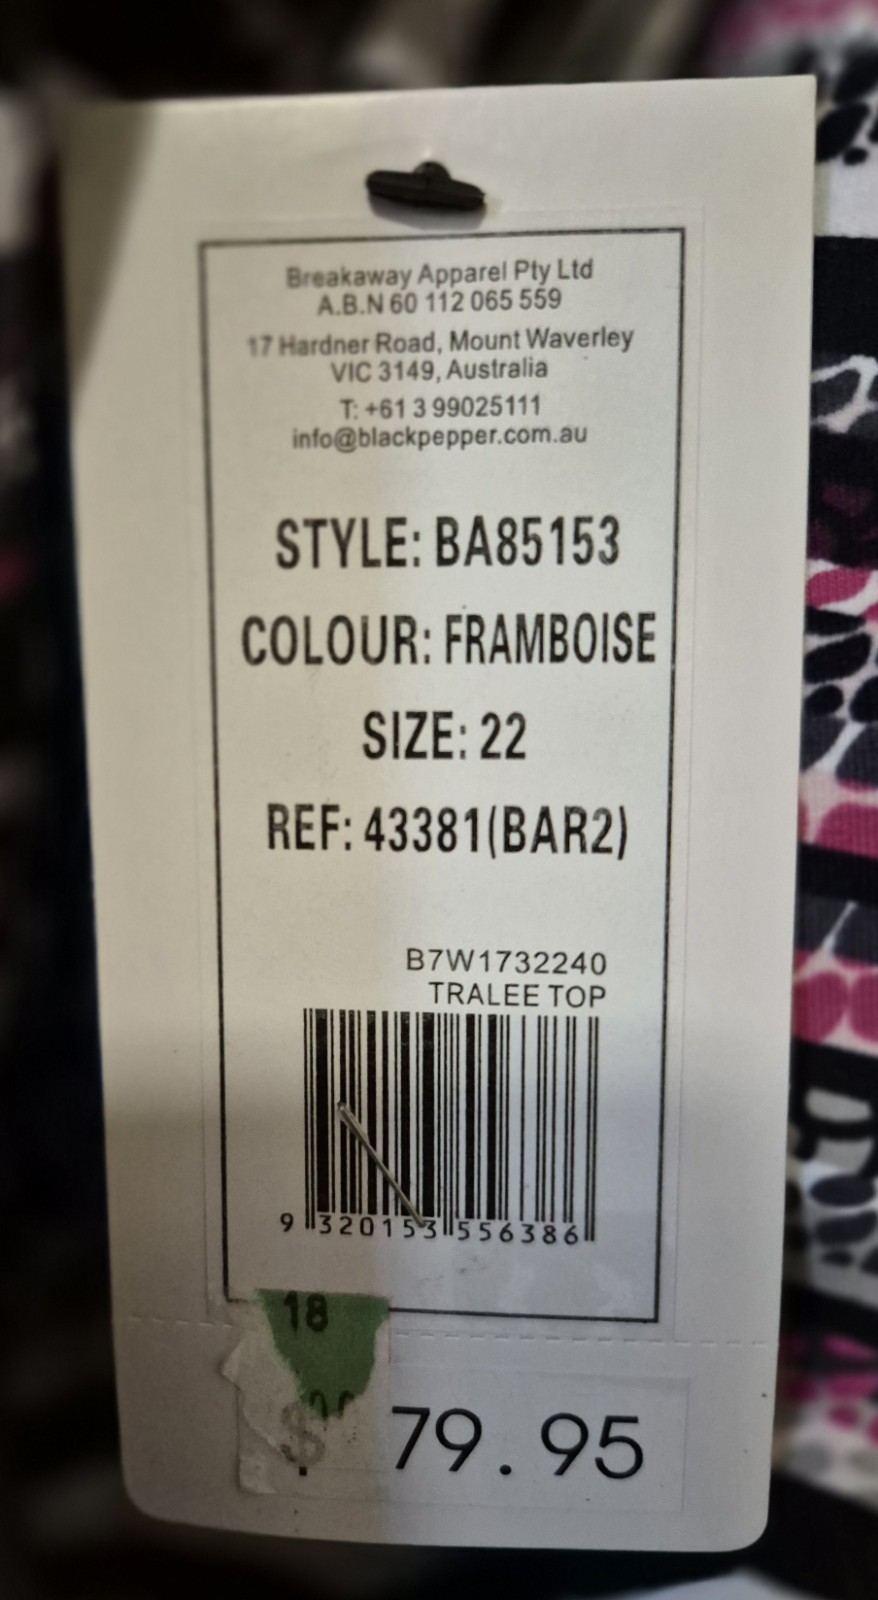 Breakaway Apparel Pty Ltd
A.B.N 60 112 065 559
17 Hardner Road, Mount Waverley
VIC 3149, Australia
T: +61 3 99025111
info@blackpepper.com.au
STYLE: BA85153
COLOUR: FRAMBOISE
SIZE: 22
REF: 43381(BAR2)
B7W1732240
TRALEE TOP
9 320153 556386
18
$ 79.95